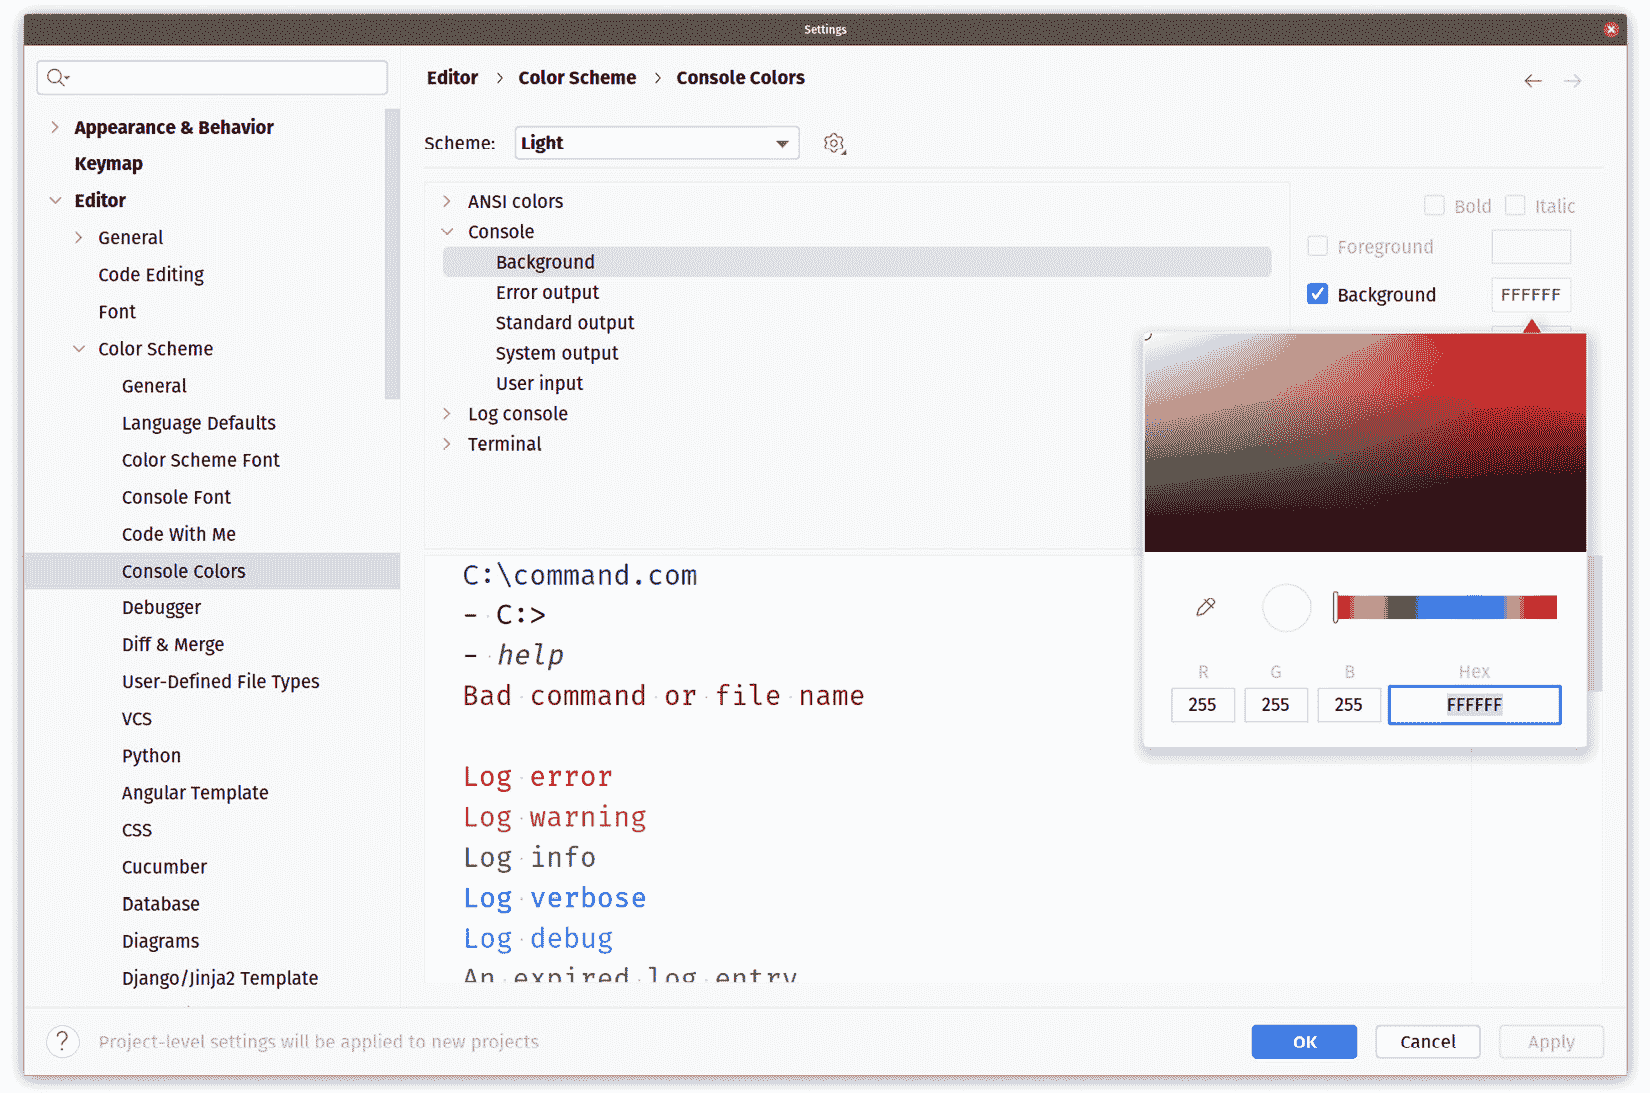 Settings
Editor > Color Scheme > Console Colors
Appearance & Behavior
Keymap
Editor
General
Code Editing
Font
Color Scheme
General
Language Defaults
Color Scheme Font
Console Font
Code With Me
Console Colors
Debugger
Diff & Merge
User-Defined File Types
VCS
Python
Angular Template
CSS
Cucumber
Database
Diagrams
Django/Jinja2 Template
Scheme: Light
ANSI colors
Console
Background
Error output
Standard output
System output
User input
Log console
Terminal
Bold Italic
Foreground
Background FFFFFF
R G B Hex
255 255 255 FFFFFF
C:\command.com
- C:>
- help
Bad command or file name
Log error
Log warning
Log info
Log verbose
Log debug
An expired log entry
? Project-level settings will be applied to new projects
OK Cancel Apply